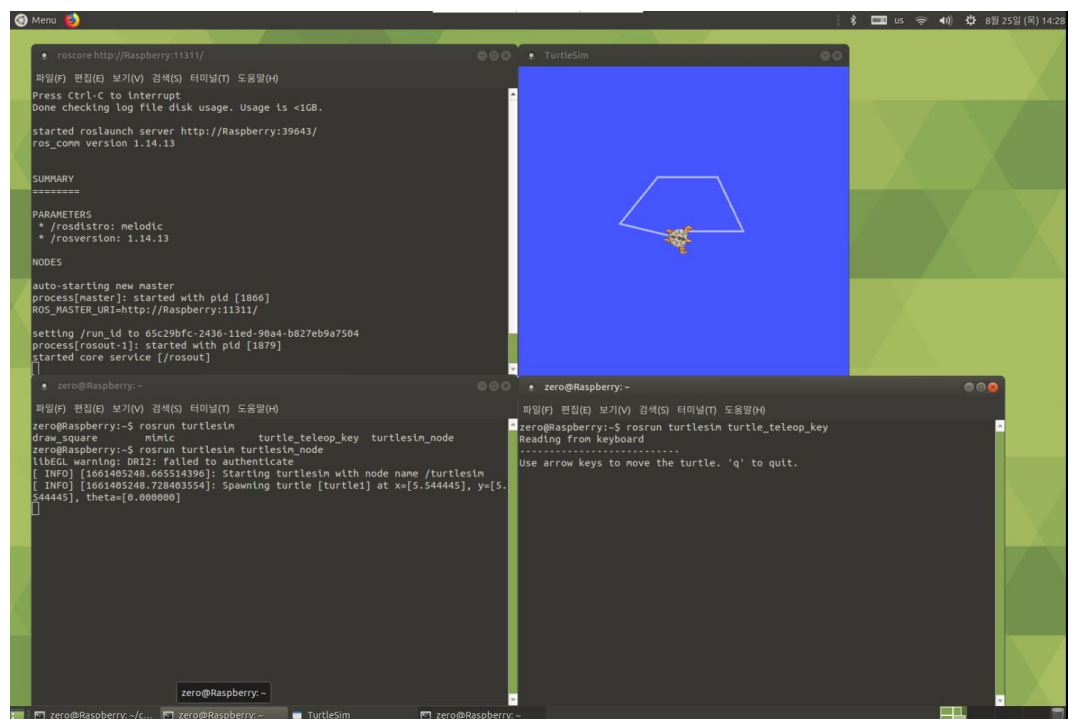 Menu
us
8월 25일 (목) 14:28
roscore http://Raspberry:11311/
파일(F) 편집(E) 보기(V) 검색(S) 터미널(T) 도움말(H)
Press Ctrl-C to interrupt
Done checking log file disk usage. Usage is <1GB.
started roslaunch server http://Raspberry:39643/
ros_comm version 1.14.13
SUMMARY
========
PARAMETERS
* /rosdistro: melodic
* /rosversion: 1.14.13
NODES
auto-starting new master
process[master]: started with pid [1866]
ROS_MASTER_URI=http://Raspberry:11311/
setting /run_id to 65c29bfc-2436-11ed-90a4-b827eb9a7504
process[rosout-1]: started with pid [1879]
started core service [/rosout]
TurtleSim
zero@Raspberry: ~
파일(F) 편집(E) 보기(V) 검색(S) 터미널(T) 도움말(H)
zero@Raspberry:~$ rosrun turtlesim
draw_square mimic turtle_teleop_key turtlesim_node
zero@Raspberry:~$ rosrun turtlesim turtlesim_node
libEGL warning: DRI2: failed to authenticate
[ INFO] [1661405248.665514396]: Starting turtlesim with node name /turtlesim
[ INFO] [1661405248.728403554]: Spawning turtle [turtle1] at x=[5.544445], y=[5.
544445], theta=[0.000000]
zero@Raspberry: ~
파일(F) 편집(E) 보기(V) 검색(S) 터미널(T) 도움말(H)
zero@Raspberry:~$ rosrun turtlesim turtle_teleop_key
Reading from keyboard
---------------------------
Use arrow keys to move the turtle. 'q' to quit.
zero@Raspberry: ~
zero@Raspberry: ~/c...
zero@Raspberry: ~
TurtleSim
zero@Raspberry: ~